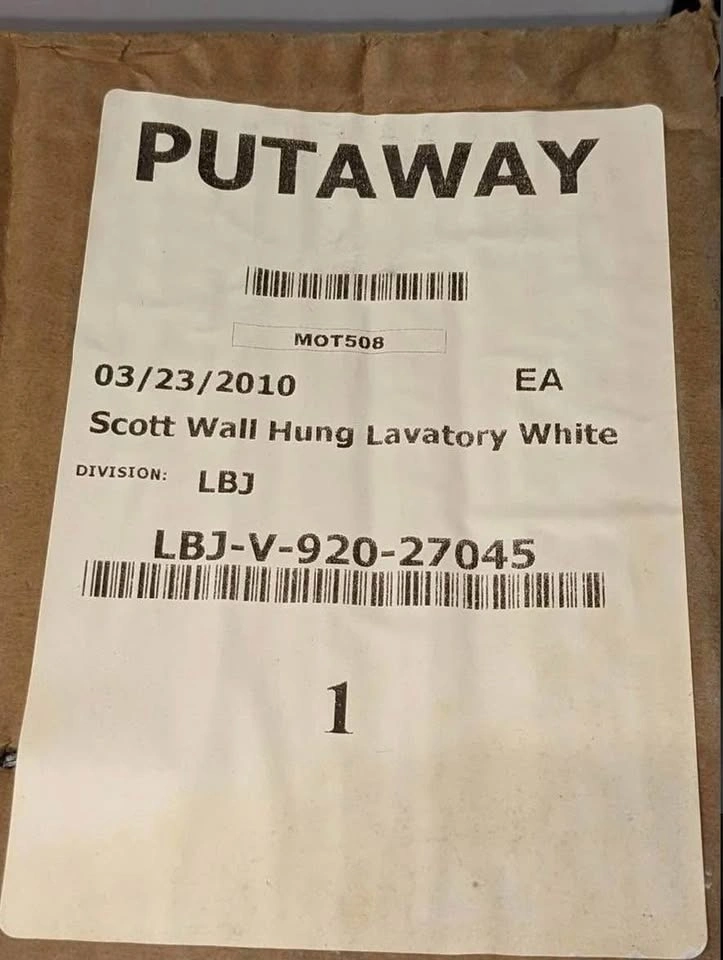 PUTAWAY
MOT508
03/23/2010 EA
Scott Wall Hung Lavatory White
DIVISION: LBJ
LBJ-V-920-27045
1